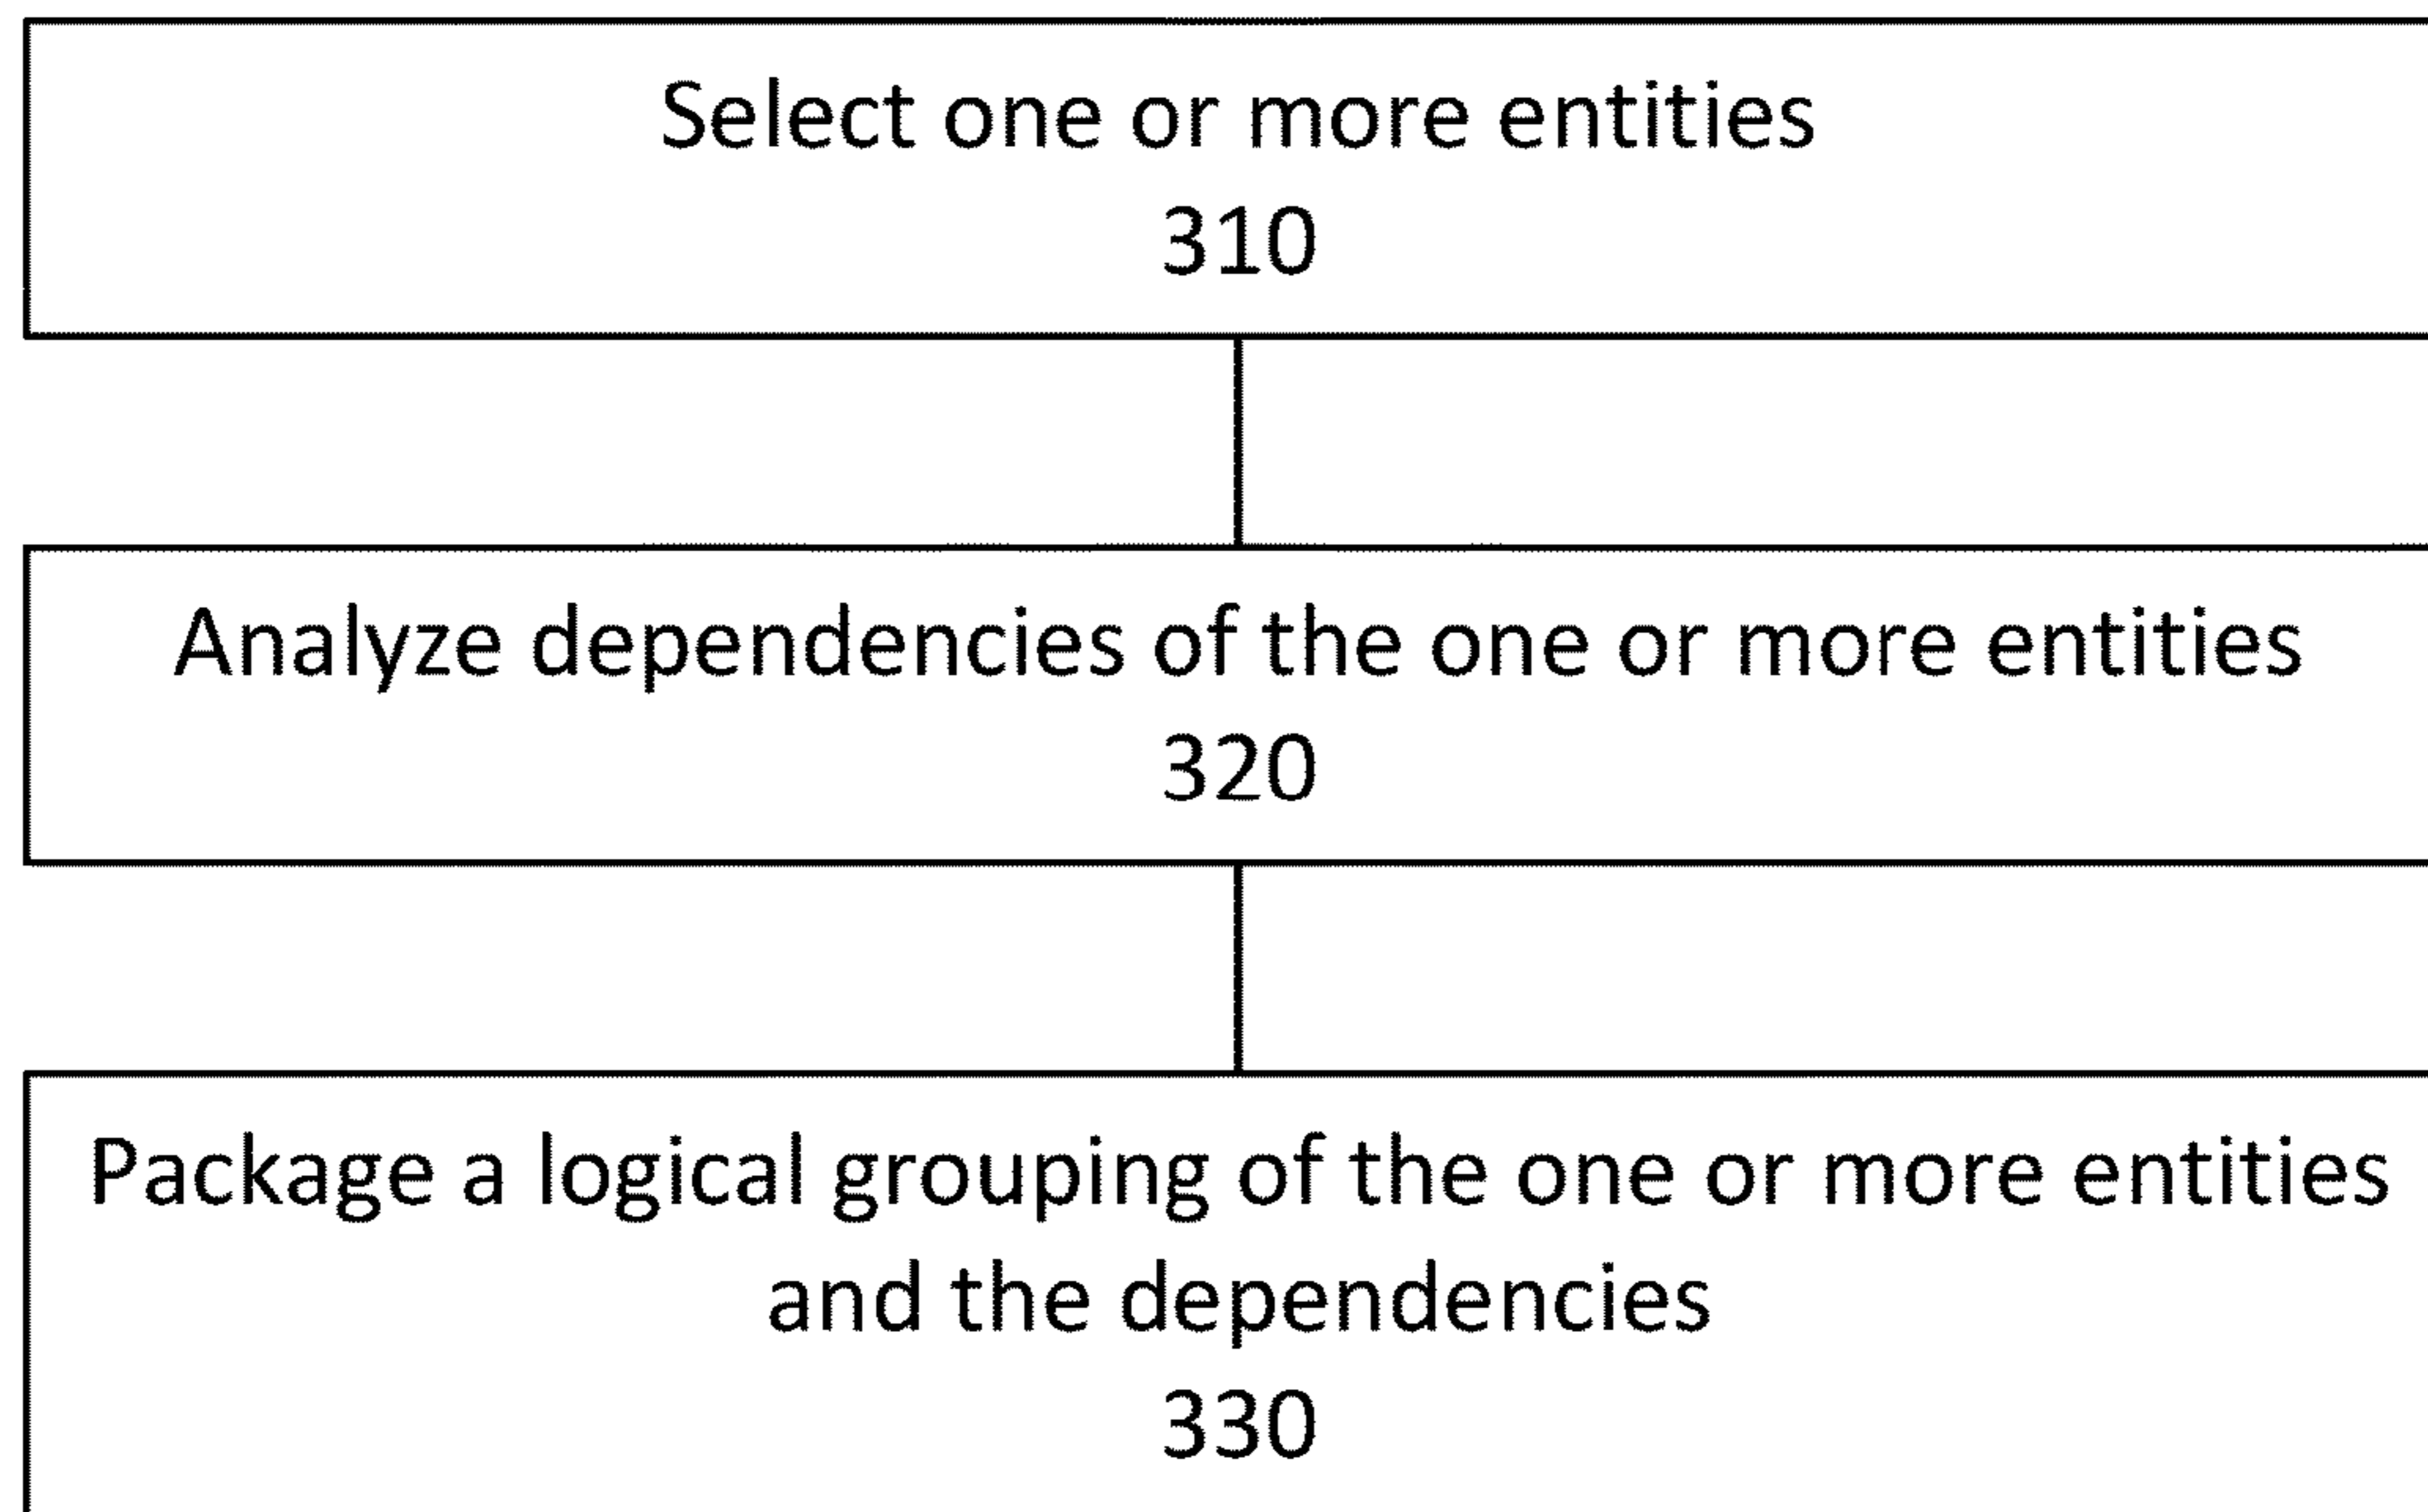 Select one or more entities
310
Analyze dependencies of the one or more entities
320
Package a logical grouping of the one or more entities
and the dependencies
330